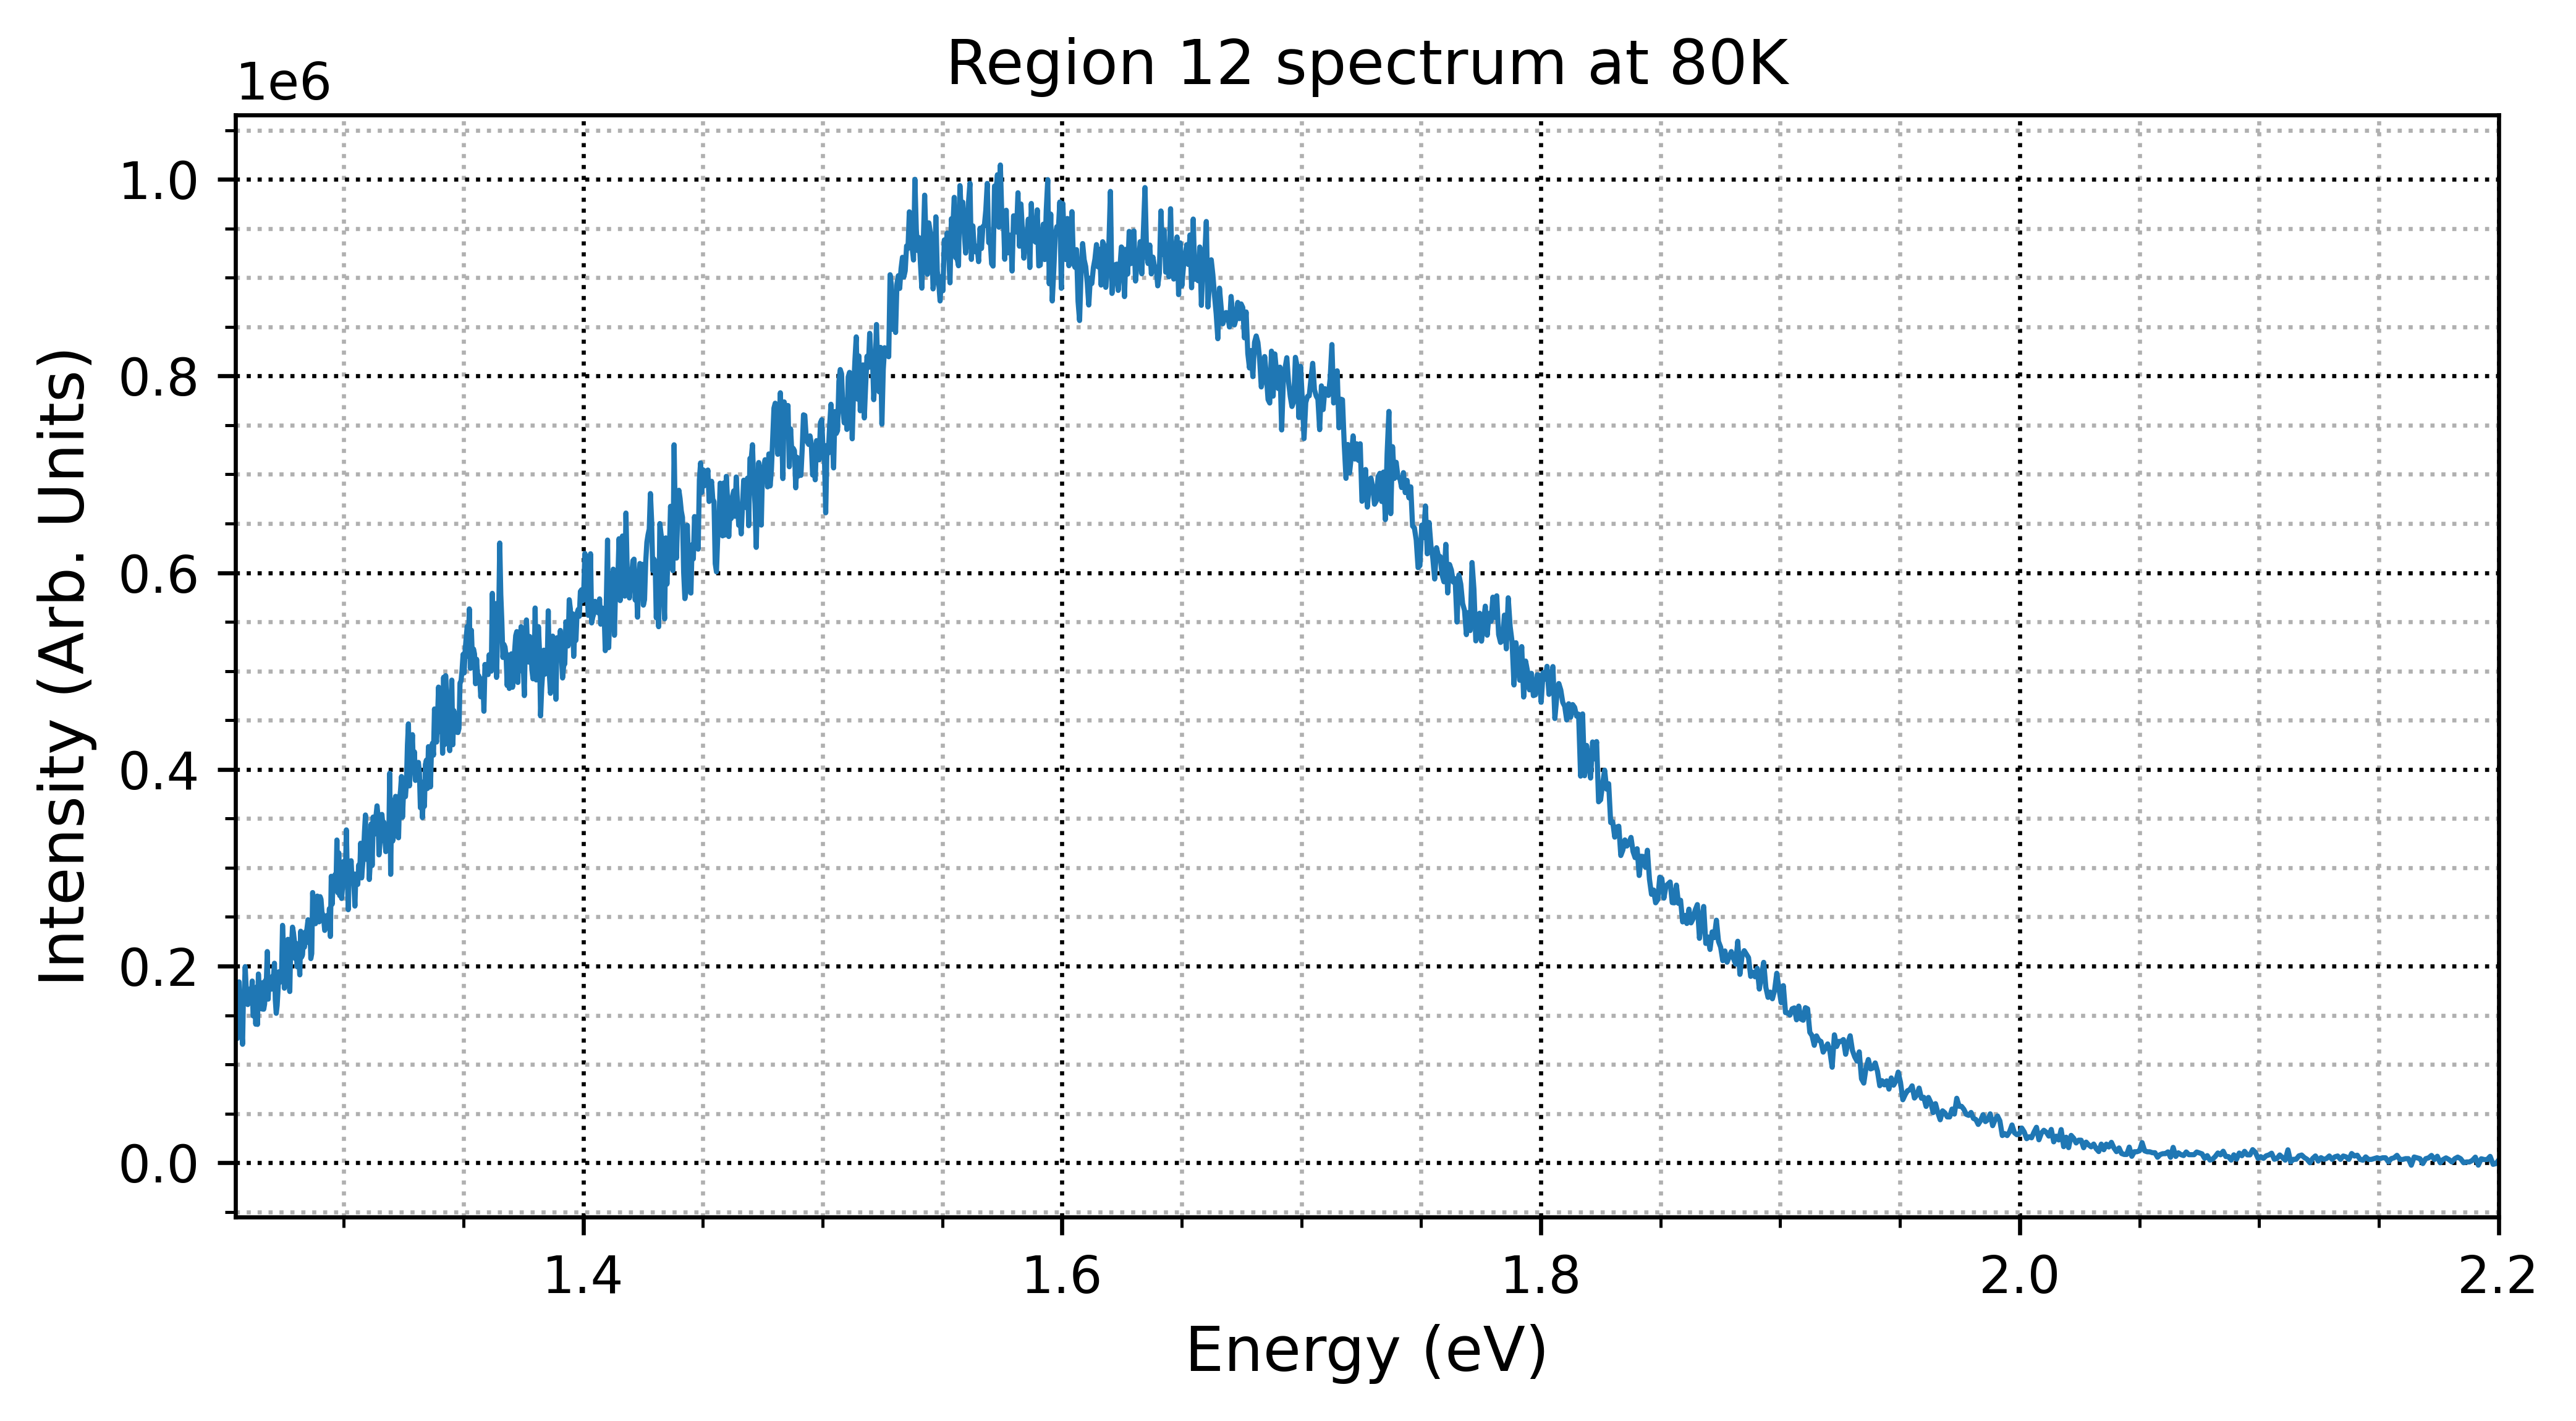 Region 12 spectrum at 80K
1e6
1.0
0.8
0.6
0.4
0.2
0.0
Intensity (Arb. Units)
1.4 1.6 1.8 2.0 2.2
Energy (eV)